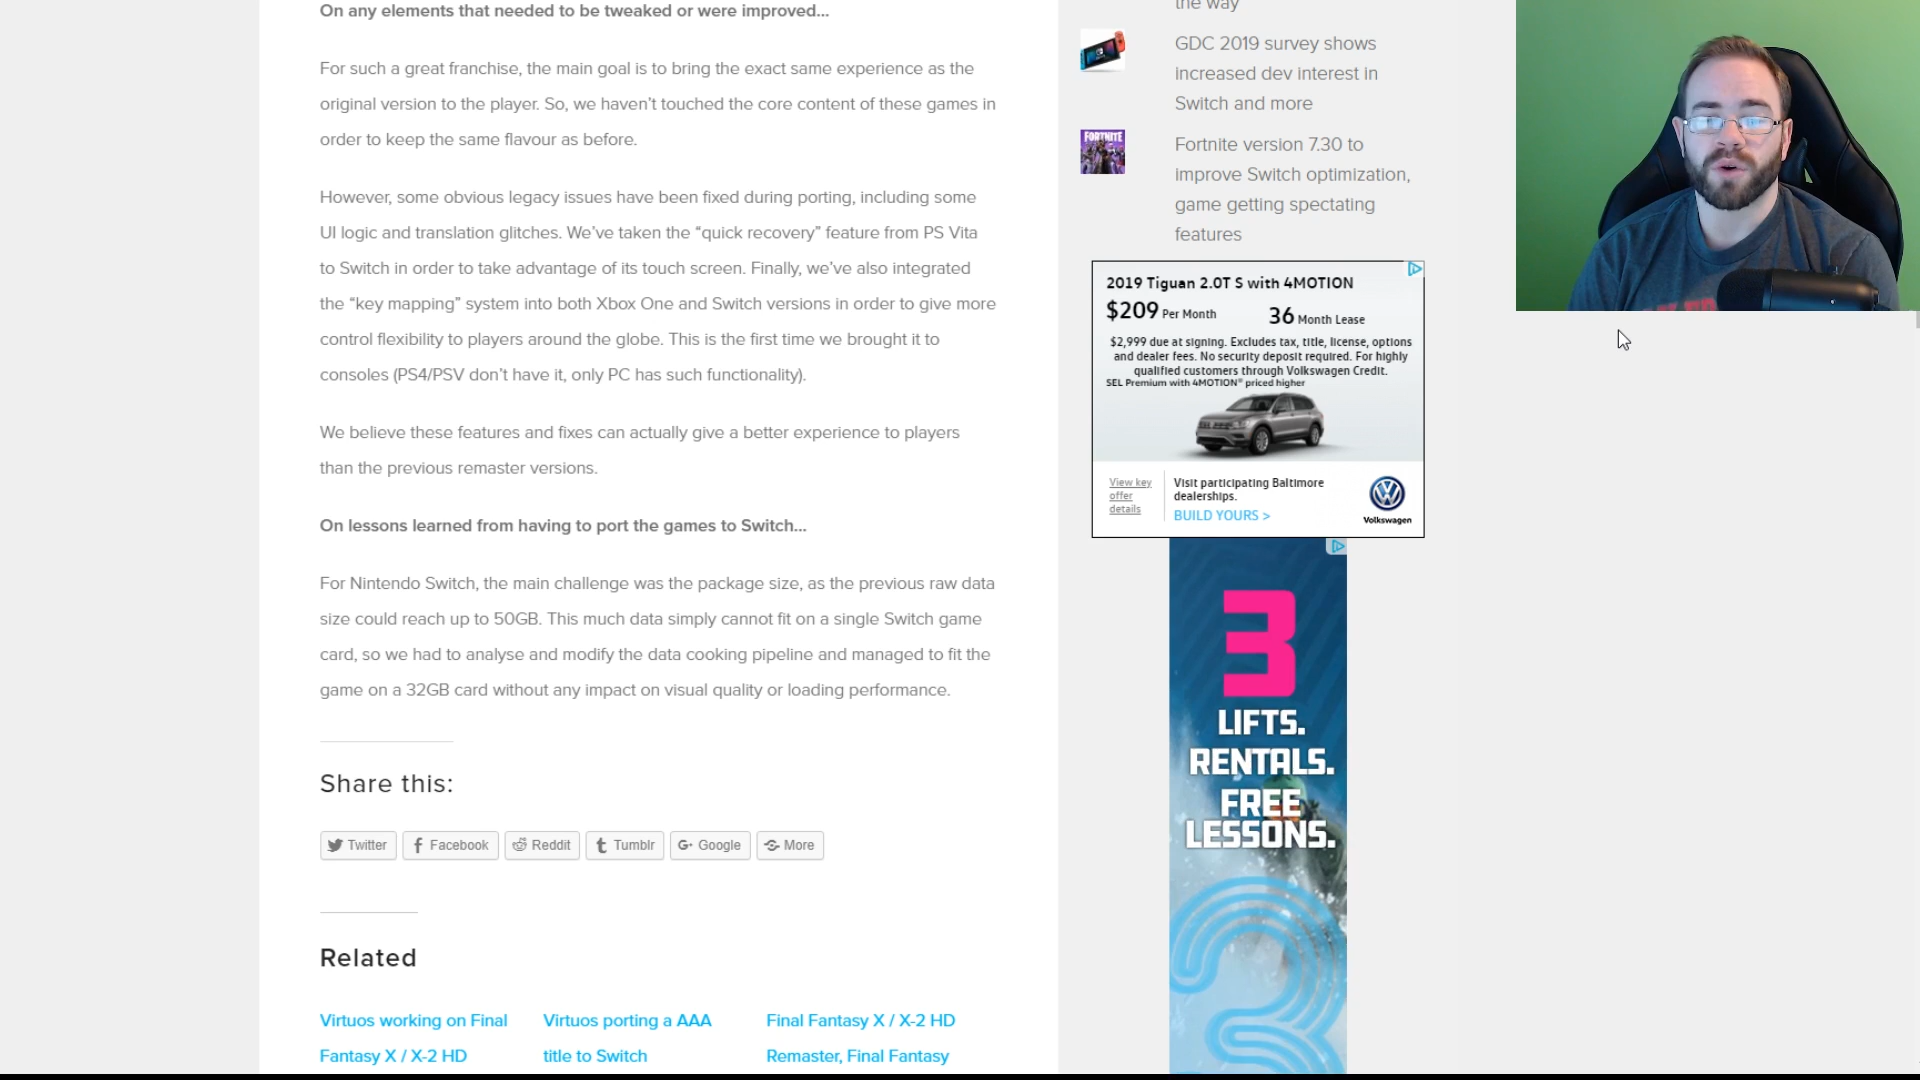 On any elements that needed to be tweaked or were improved…
For such a great franchise, the main goal is to bring the exact same experience as the
original version to the player. So, we haven’t touched the core content of these games in
order to keep the same flavour as before.
However, some obvious legacy issues have been fixed during porting, including some
UI logic and translation glitches. We’ve taken the “quick recovery” feature from PS Vita
to Switch in order to take advantage of its touch screen. Finally, we’ve also integrated
the “key mapping” system into both Xbox One and Switch versions in order to give more
control flexibility to players around the globe. This is the first time we brought it to
consoles (PS4/PSV don’t have it, only PC has such functionality).
We believe these features and fixes can actually give a better experience to players
than the previous remaster versions.
On lessons learned from having to port the games to Switch…
For Nintendo Switch, the main challenge was the package size, as the previous raw data
size could reach up to 50GB. This much data simply cannot fit on a single Switch game
card, so we had to analyse and modify the data cooking pipeline and managed to fit the
game on a 32GB card without any impact on visual quality or loading performance.
Share this:
Twitter
Facebook
Reddit
Tumblr
Google
More
Related
Virtuos working on Final
Fantasy X / X-2 HD
Virtuos porting a AAA
title to Switch
Final Fantasy X / X-2 HD
Remaster, Final Fantasy
the way
GDC 2019 survey shows
increased dev interest in
Switch and more
FORTNITE
Fortnite version 7.30 to
improve Switch optimization,
game getting spectating
features
2019 Tiguan 2.0T S with 4MOTION
$209 Per Month
36 Month Lease
$2,999 due at signing. Excludes tax, title, license, options
and dealer fees. No security deposit required. For highly
qualified customers through Volkswagen Credit.
SEL Premium with 4MOTION® priced higher
View key
offer
details
Visit participating Baltimore
dealerships.
BUILD YOURS >
Volkswagen
3
LIFTS.
RENTALS.
FREE
LESSONS.